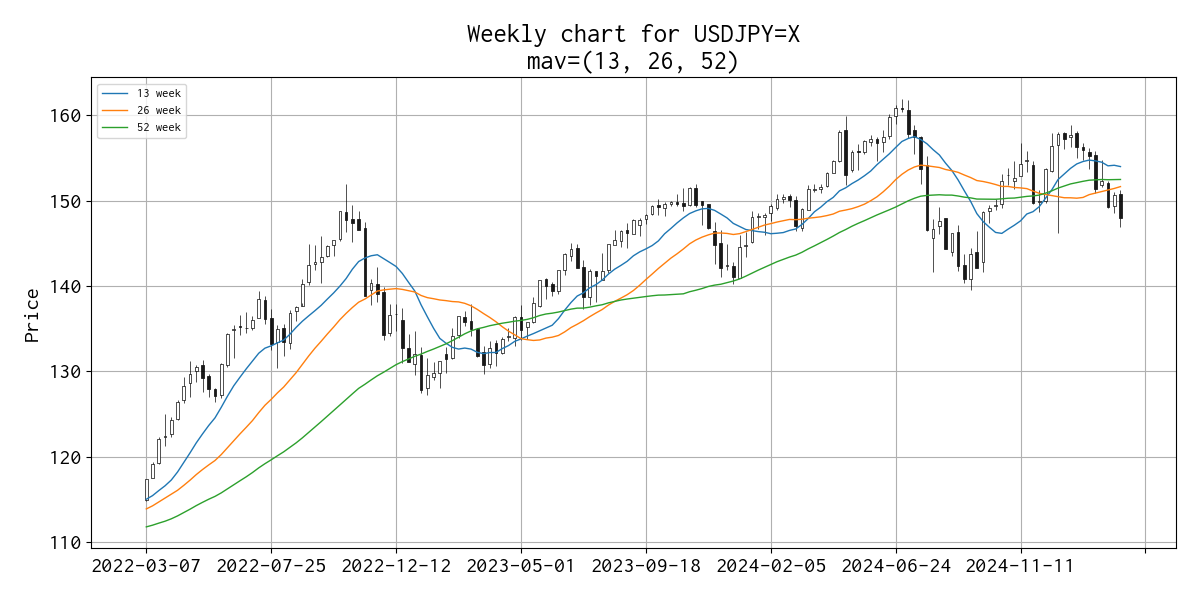 Weekly chart for USDJPY=X
mav=(13, 26, 52)
13 week
26 week
52 week
Price
160
150
140
130
120
110
2022-03-07 2022-07-25 2022-12-12 2023-05-01 2023-09-18 2024-02-05 2024-06-24 2024-11-11